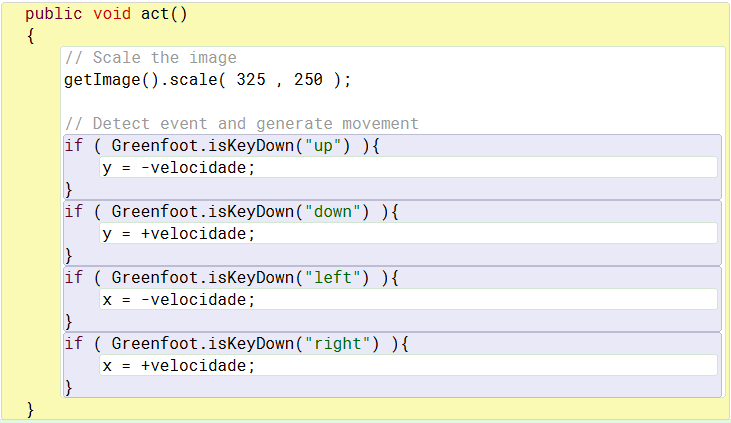 public void act()
{
// Scale the image
getImage().scale( 325 , 250 );
// Detect event and generate movement
if ( Greenfoot.isKeyDown("up") ){
y = -velocidade;
}
if ( Greenfoot.isKeyDown("down") ){
y = +velocidade;
}
if ( Greenfoot.isKeyDown("left") ){
x = -velocidade;
}
if ( Greenfoot.isKeyDown("right") ){
x = +velocidade;
}
}